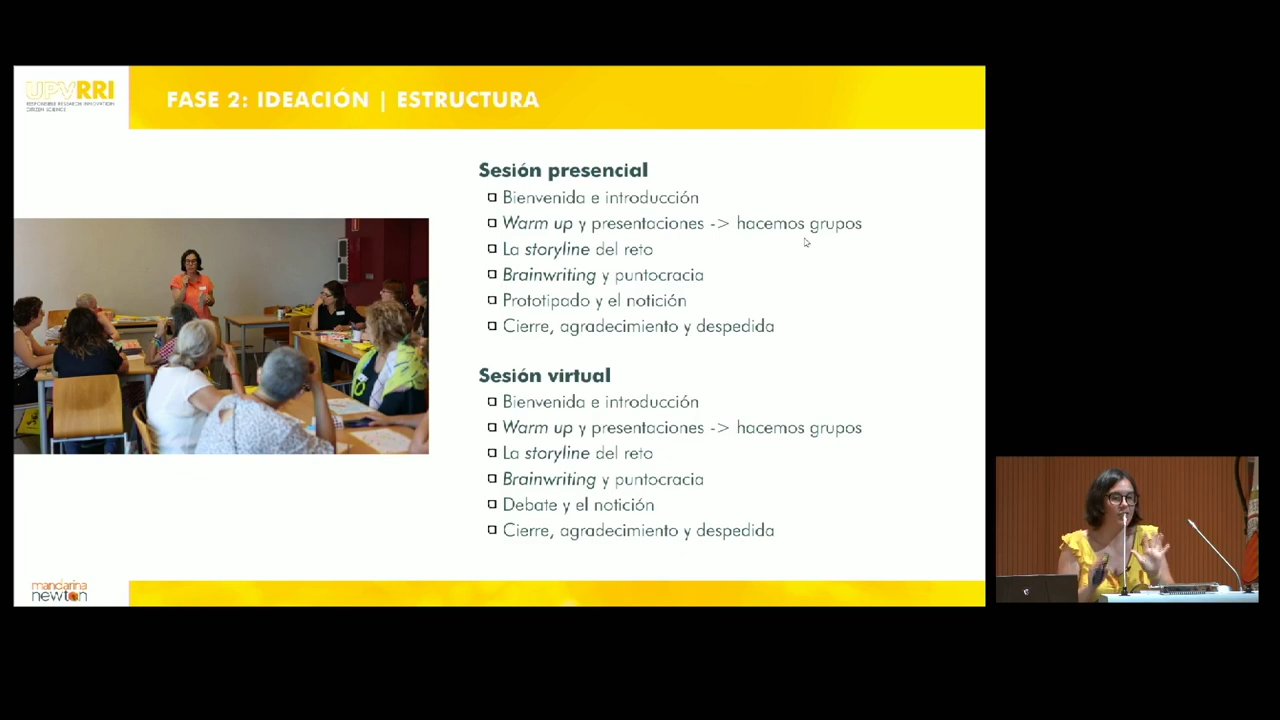 UPVRRI
RESPONSIBLE RESEARCH INNOVATION
CITIZEN SCIENCE
FASE 2: IDEACIÓN | ESTRUCTURA
Sesión presencial
Bienvenida e introducción
Warm up y presentaciones -> hacemos grupos
La storyline del reto
Brainwriting y puntocracia
Prototipado y el notición
Cierre, agradecimiento y despedida
Sesión virtual
Bienvenida e introducción
Warm up y presentaciones -> hacemos grupos
La storyline del reto
Brainwriting y puntocracia
Debate y el notición
Cierre, agradecimiento y despedida
mandarina
newton